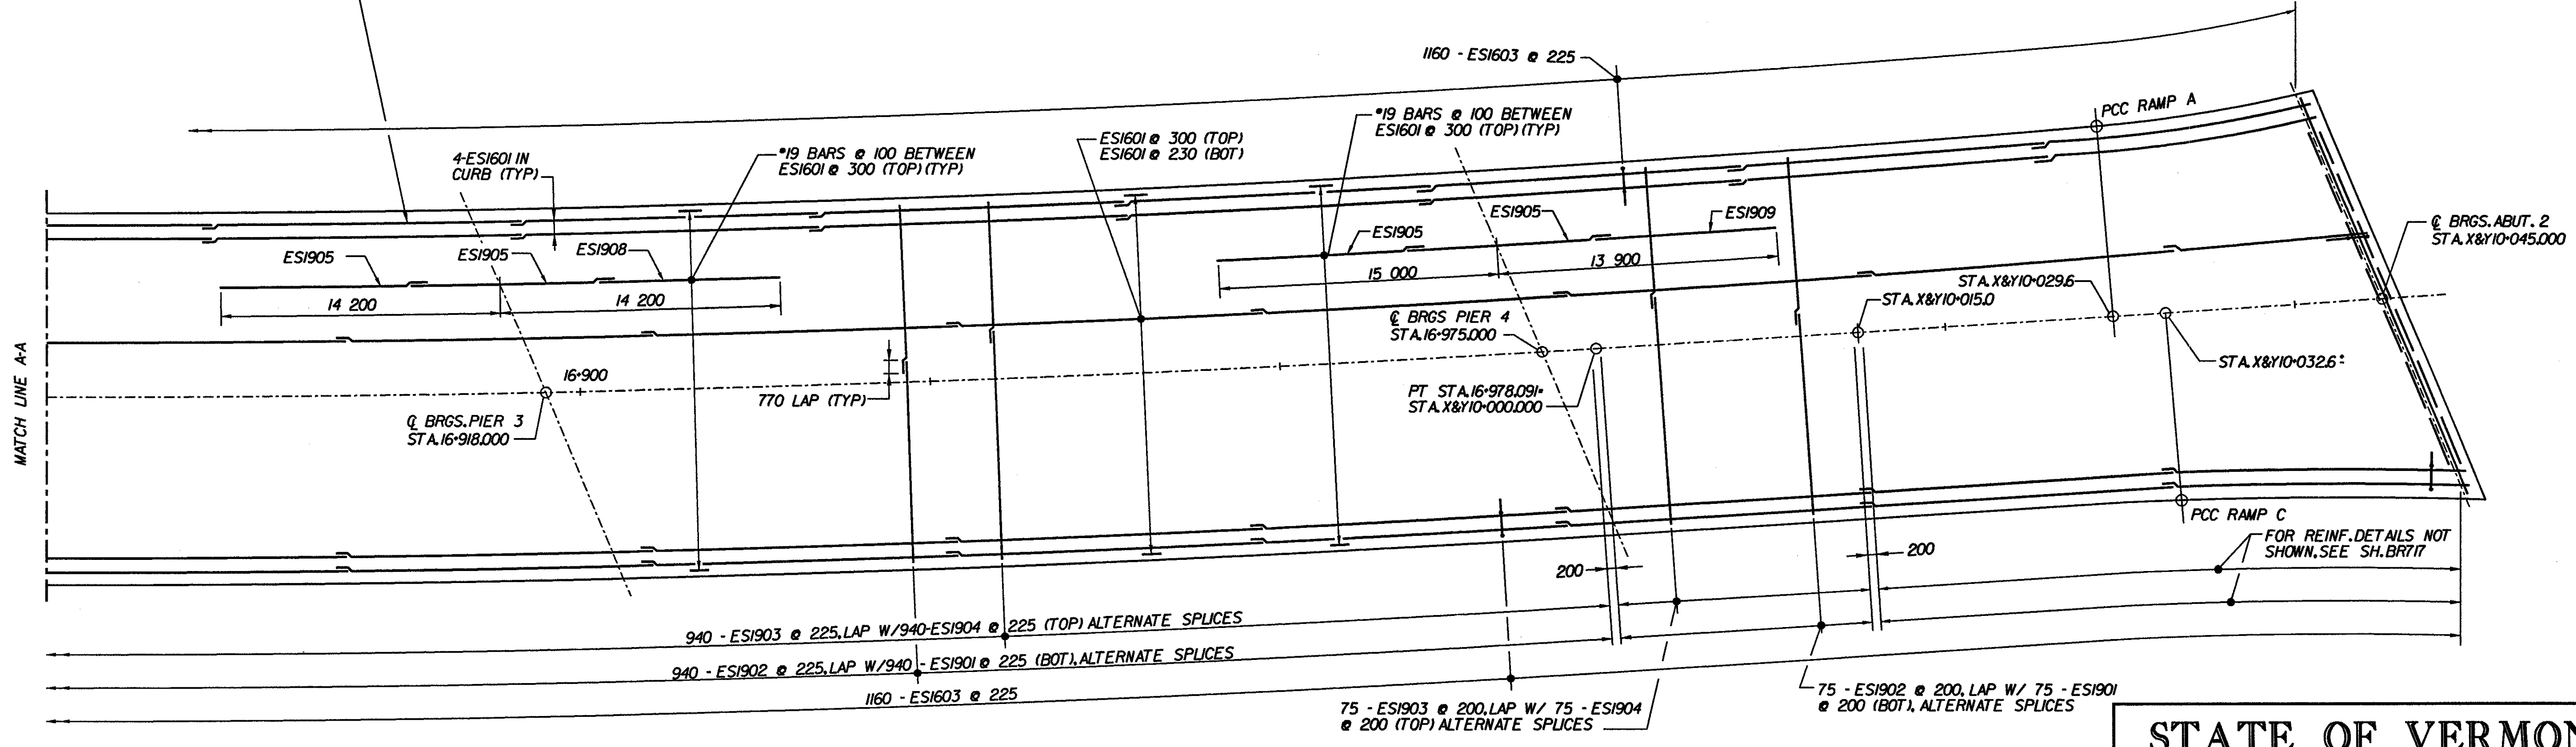 1160 - ES1603 @ 225
PCC RAMP A
#19 BARS @ 100 BETWEEN
ES1601 @ 300 (TOP)(TYP)
ES1601 @ 300 (TOP)
ES1601 @ 230 (BOT)
#19 BARS @ 100 BETWEEN
ES1601 @ 300 (TOP)(TYP)
4-ES1601 IN
CURB (TYP)
ES1905
ES1905
ES1908
14 200
14 200
ES1905
ES1905
ES1909
15 000
13 900
℄ BRGS. ABUT. 2
STA. X&Y10+045.000
STA. X&Y10+029.6
STA. X&Y10+015.0
℄ BRGS PIER 4
STA. 16+975.000
STA. X&Y10+032.6±
MATCH LINE A-A
16+900
770 LAP (TYP)
℄ BRGS. PIER 3
STA. 16+918.000
PT STA. 16+978.091=
STA. X&Y10+000.000
PCC RAMP C
FOR REINF. DETAILS NOT
SHOWN, SEE SH. BR717
200
200
940 - ES1903 @ 225, LAP W/940-ES1904 @ 225 (TOP) ALTERNATE SPLICES
940 - ES1902 @ 225, LAP W/940 - ES1901 @ 225 (BOT), ALTERNATE SPLICES
1160 - ES1603 @ 225
75 - ES1903 @ 200, LAP W/ 75 - ES1904
@ 200 (TOP) ALTERNATE SPLICES
75 - ES1902 @ 200, LAP W/ 75 - ES1901
@ 200 (BOT), ALTERNATE SPLICES
STATE OF VERMON